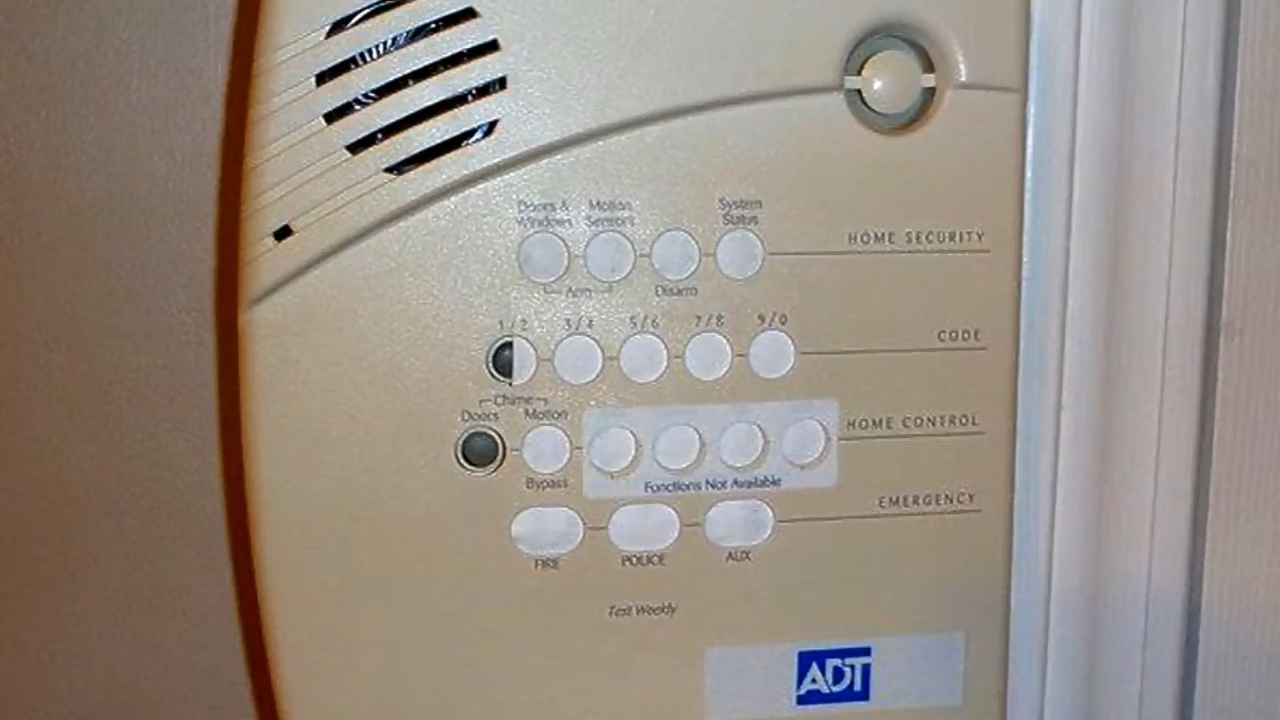 Doors & Windows
Motion Sensors
System Status
HOME SECURITY
Arm
Disarm
1/2 3/4 5/6 7/8 9/0
CODE
Chime
Doors Motion
HOME CONTROL
Bypass
Functions Not Available
EMERGENCY
FIRE POLICE AUX
Test Weekly
ADT